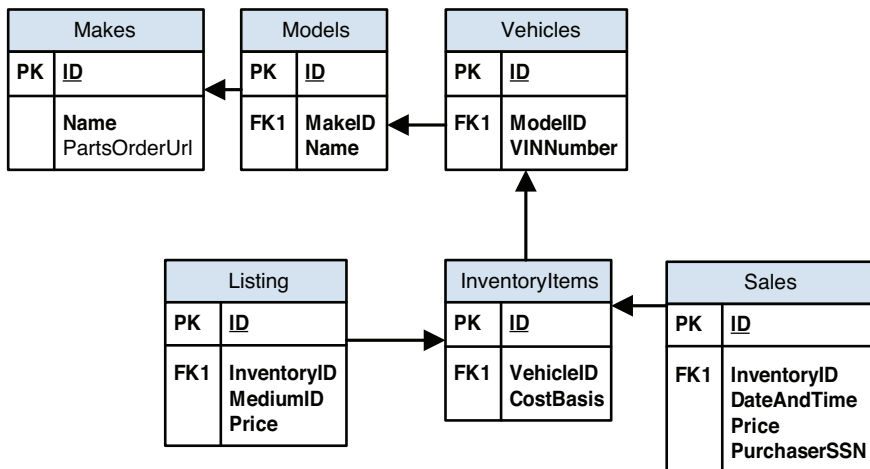 Makes
PK ID
Name
PartsOrderUrl
Models
PK ID
FK1 MakeID
Name
Vehicles
PK ID
FK1 ModelID
VINNumber
Listing
PK ID
FK1 InventoryID
MediumID
Price
InventoryItems
PK ID
FK1 VehicleID
CostBasis
Sales
PK ID
FK1 InventoryID
DateAndTime
Price
PurchaserSSN